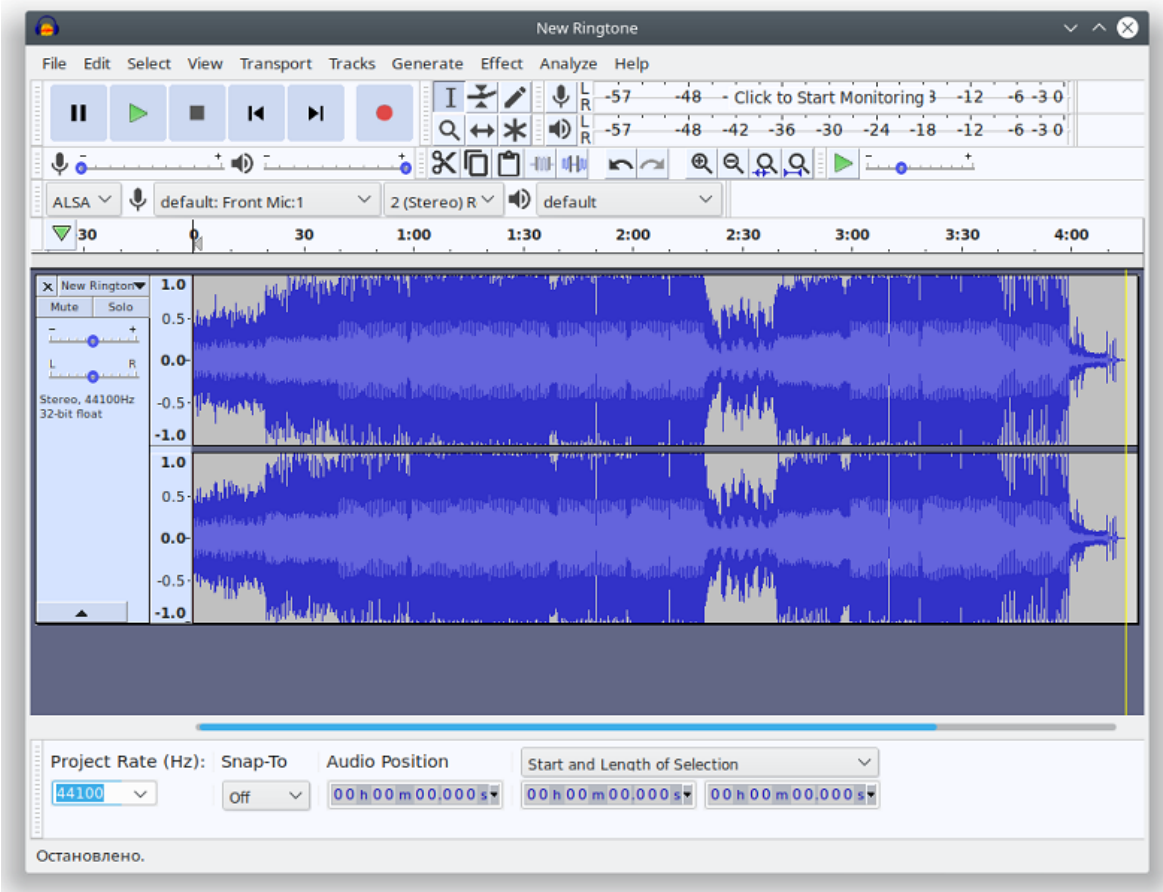 New Ringtone
File Edit Select View Transport Tracks Generate Effect Analyze Help
L
R -57 -48 - Click to Start Monitoring 3 -12 -6 -3 0
L
R -57 -48 -42 -36 -30 -24 -18 -12 -6 -3 0
- + - + - +
ALSA default: Front Mic:1 2 (Stereo) R default
30 0 30 1:00 1:30 2:00 2:30 3:00 3:30 4:00
X New Rington
Mute Solo
- +
L R
Stereo, 44100Hz
32-bit float
1.0
0.5
0.0
-0.5
-1.0
1.0
0.5
0.0
-0.5
-1.0
Project Rate (Hz): Snap-To Audio Position Start and Length of Selection
44100 Off 00 h 00 m 00.000 s 00 h 00 m 00.000 s 00 h 00 m 00.000 s
Остановлено.